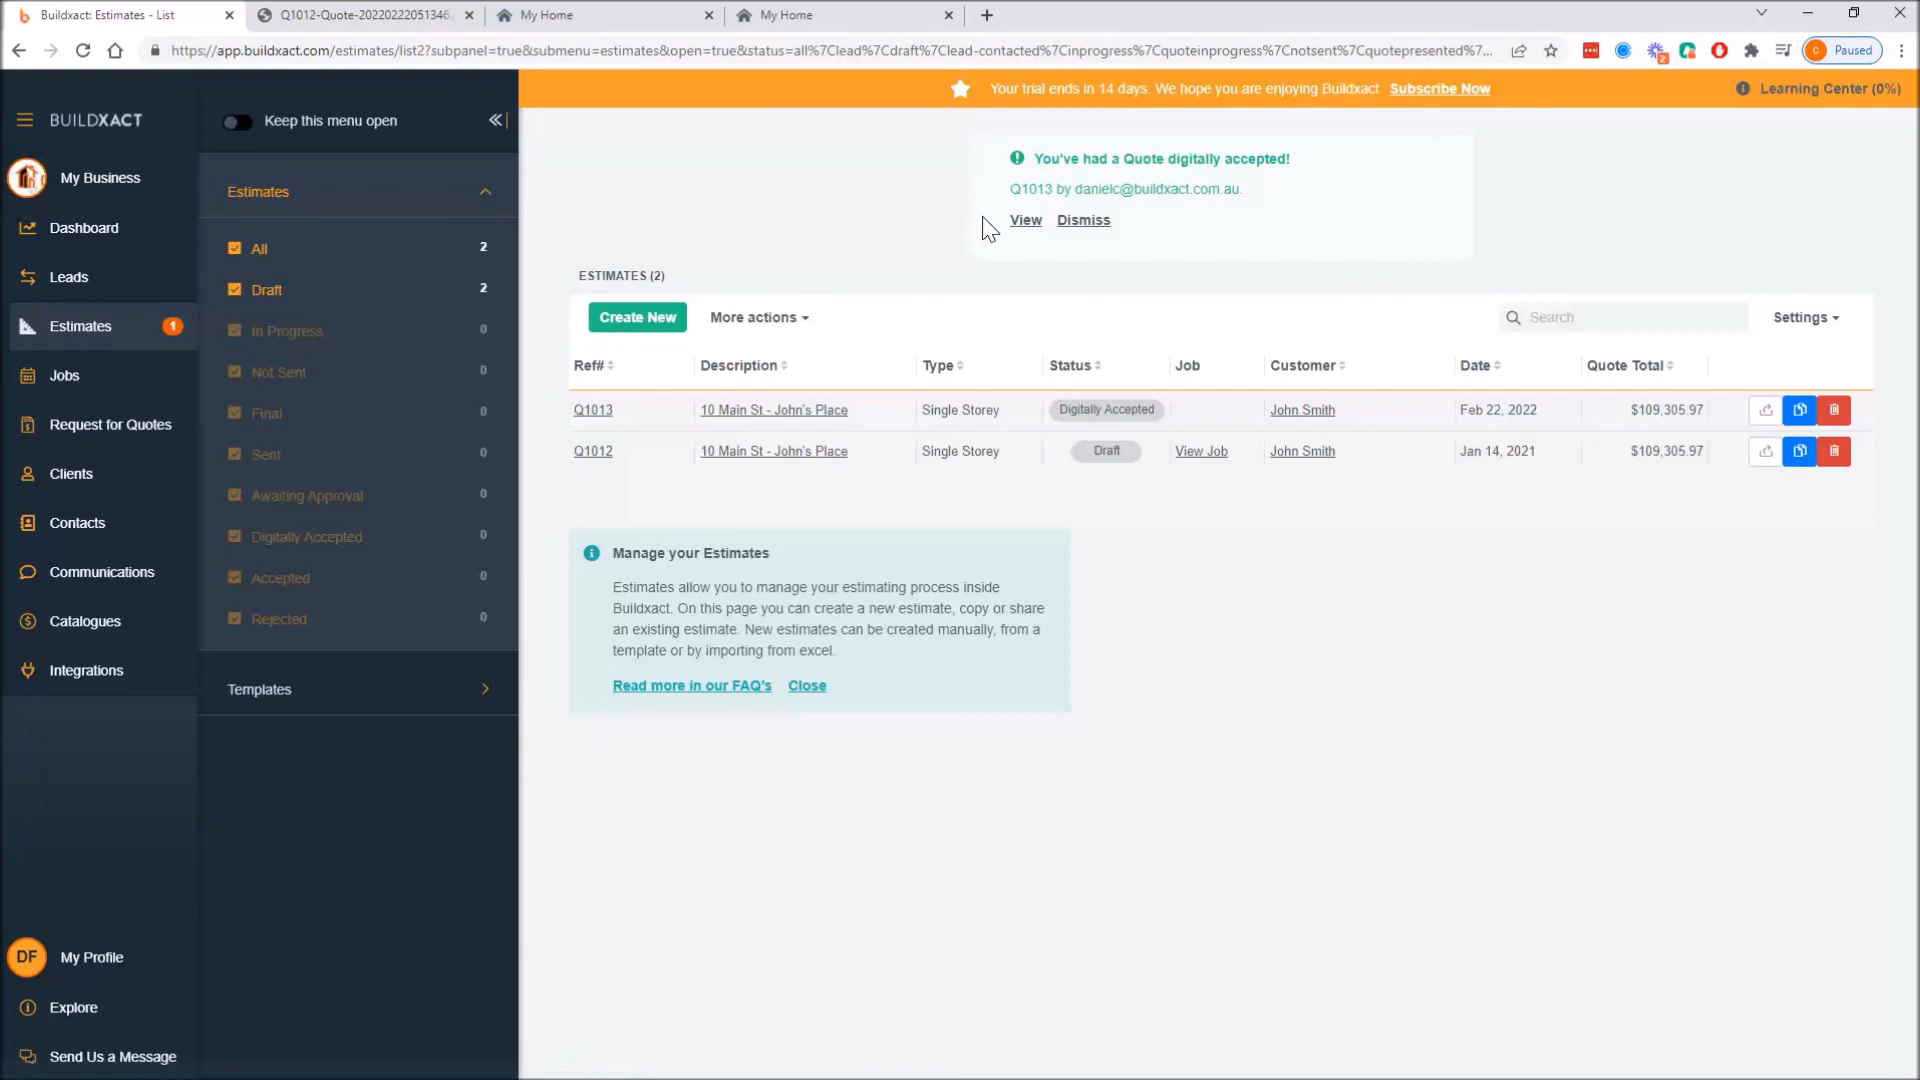 Buildxact: Estimates - List
Q1012-Quote-20220222051346.
My Home
My Home
https://app.buildxact.com/estimates/list2?subpanel=true&submenu=estimates&open=true&status=all%7Clead%7Cdraft%7Clead-contacted%7Cinprogress%7Cquoteinprogress%7Cnotsent%7Cquotepresented%7...
2
C
Paused
Your trial ends in 14 days. We hope you are enjoying Buildxact Subscribe Now
Learning Center (0%)
BUILDXACT
My Business
Dashboard
Leads
Estimates 1
Jobs
Request for Quotes
Clients
Contacts
Communications
Catalogues
Integrations
DF My Profile
Explore
Send Us a Message
Keep this menu open
Estimates
All 2
Draft 2
In Progress 0
Not Sent 0
Final 0
Sent 0
Awaiting Approval 0
Digitally Accepted 0
Accepted 0
Rejected 0
Templates
You've had a Quote digitally accepted!
Q1013 by danielc@buildxact.com.au.
View Dismiss
ESTIMATES (2)
Create New More actions Search Settings
Ref# Description Type Status Job Customer Date Quote Total
Q1013 10 Main St - John's Place Single Storey Digitally Accepted John Smith Feb 22, 2022 $109,305.97
Q1012 10 Main St - John's Place Single Storey Draft View Job John Smith Jan 14, 2021 $109,305.97
Manage your Estimates
Estimates allow you to manage your estimating process inside
Buildxact. On this page you can create a new estimate, copy or share
an existing estimate. New estimates can be created manually, from a
template or by importing from excel.
Read more in our FAQ's Close